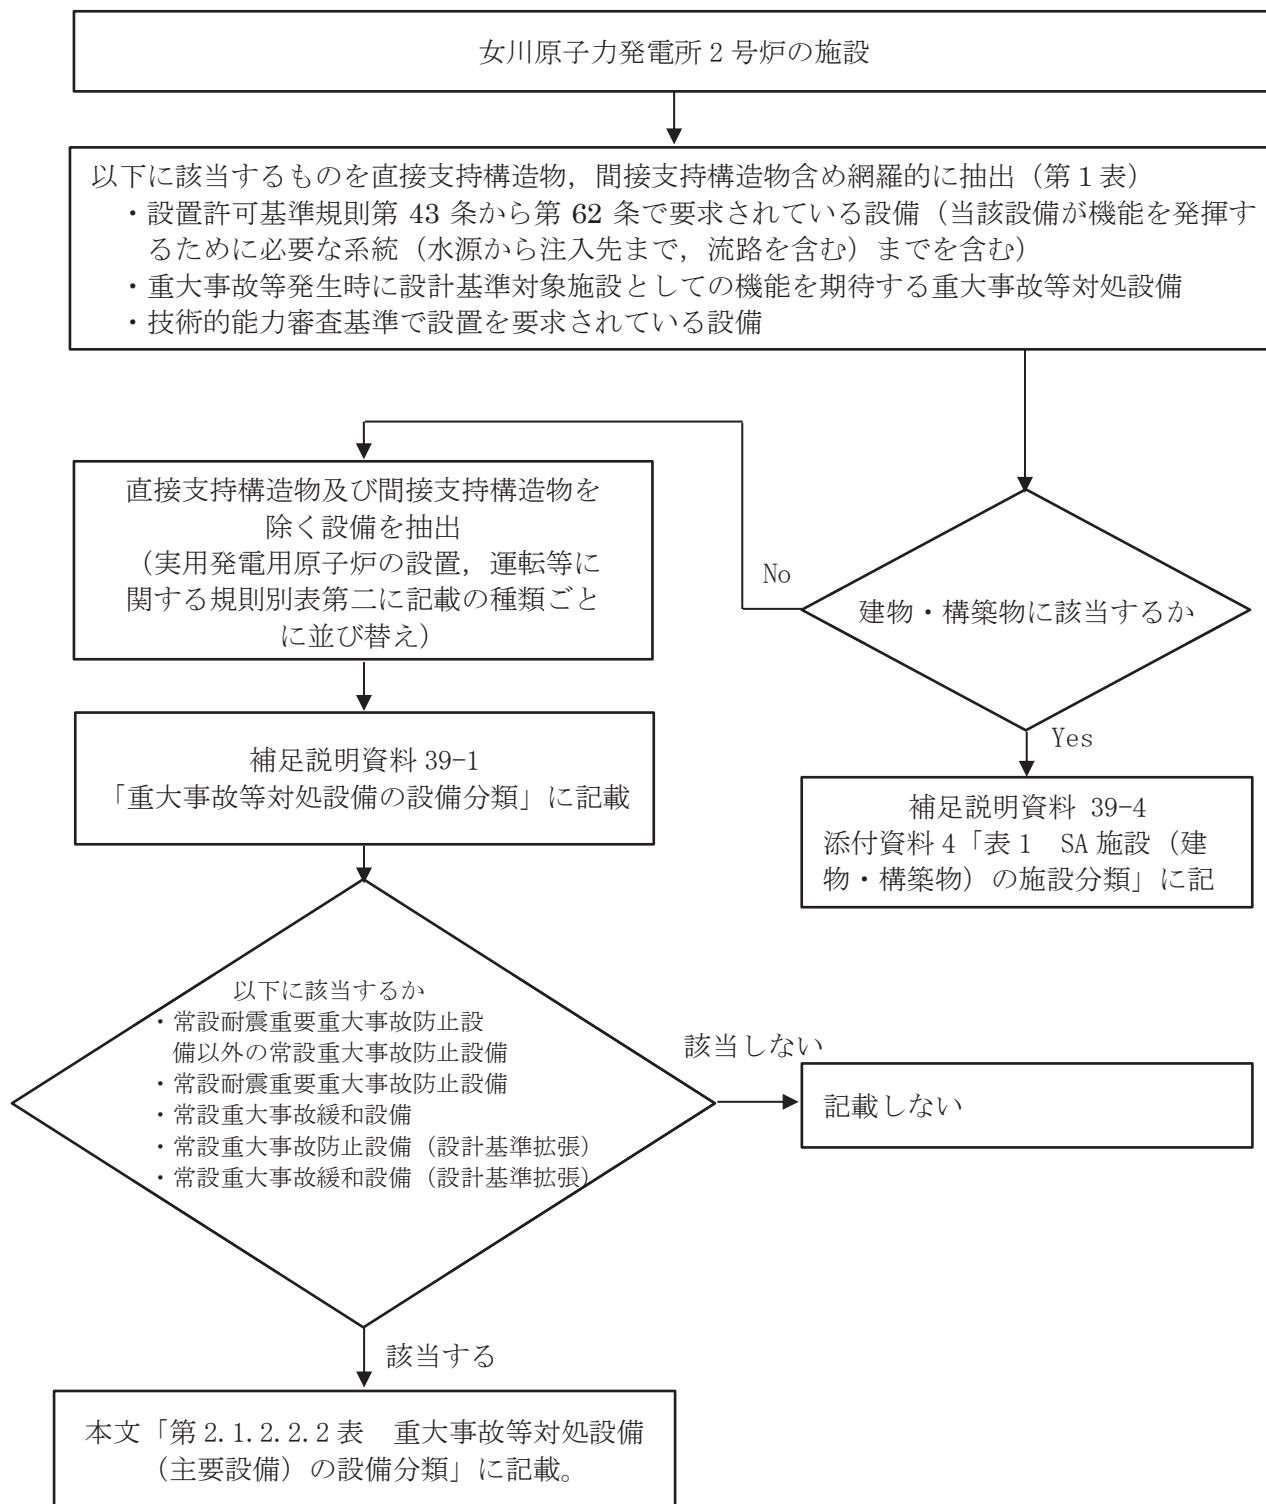 女川原子力発電所2号炉の施設
以下に該当するものを直接支持構造物，間接支持構造物含め網羅的に抽出（第1表）
・設置許可基準規則第 43 条から第 62 条で要求されている設備（当該設備が機能を発揮す
るために必要な系統（水源から注入先まで，流路を含む）までを含む）
・重大事故等発生時に設計基準対象施設としての機能を期待する重大事故等対処設備
・技術的能力審査基準で設置を要求されている設備
直接支持構造物及び間接支持構造物を
除く設備を抽出
（実用発電用原子炉の設置，運転等に
関する規則別表第二に記載の種類ごと
に並び替え）
No
建物・構築物に該当するか
Yes
補足説明資料 39-1
「重大事故等対処設備の設備分類」に記載
補足説明資料 39-4
添付資料4「表1　SA施設（建
物・構築物）の施設分類」に記
以下に該当するか
・常設耐震重要重大事故防止設
備以外の常設重大事故防止設備
・常設耐震重要重大事故防止設備
・常設重大事故緩和設備
・常設重大事故防止設備（設計基準拡張）
・常設重大事故緩和設備（設計基準拡張）
該当しない
記載しない
該当する
本文「第2.1.2.2.2表　重大事故等対処設備
（主要設備）の設備分類」に記載。